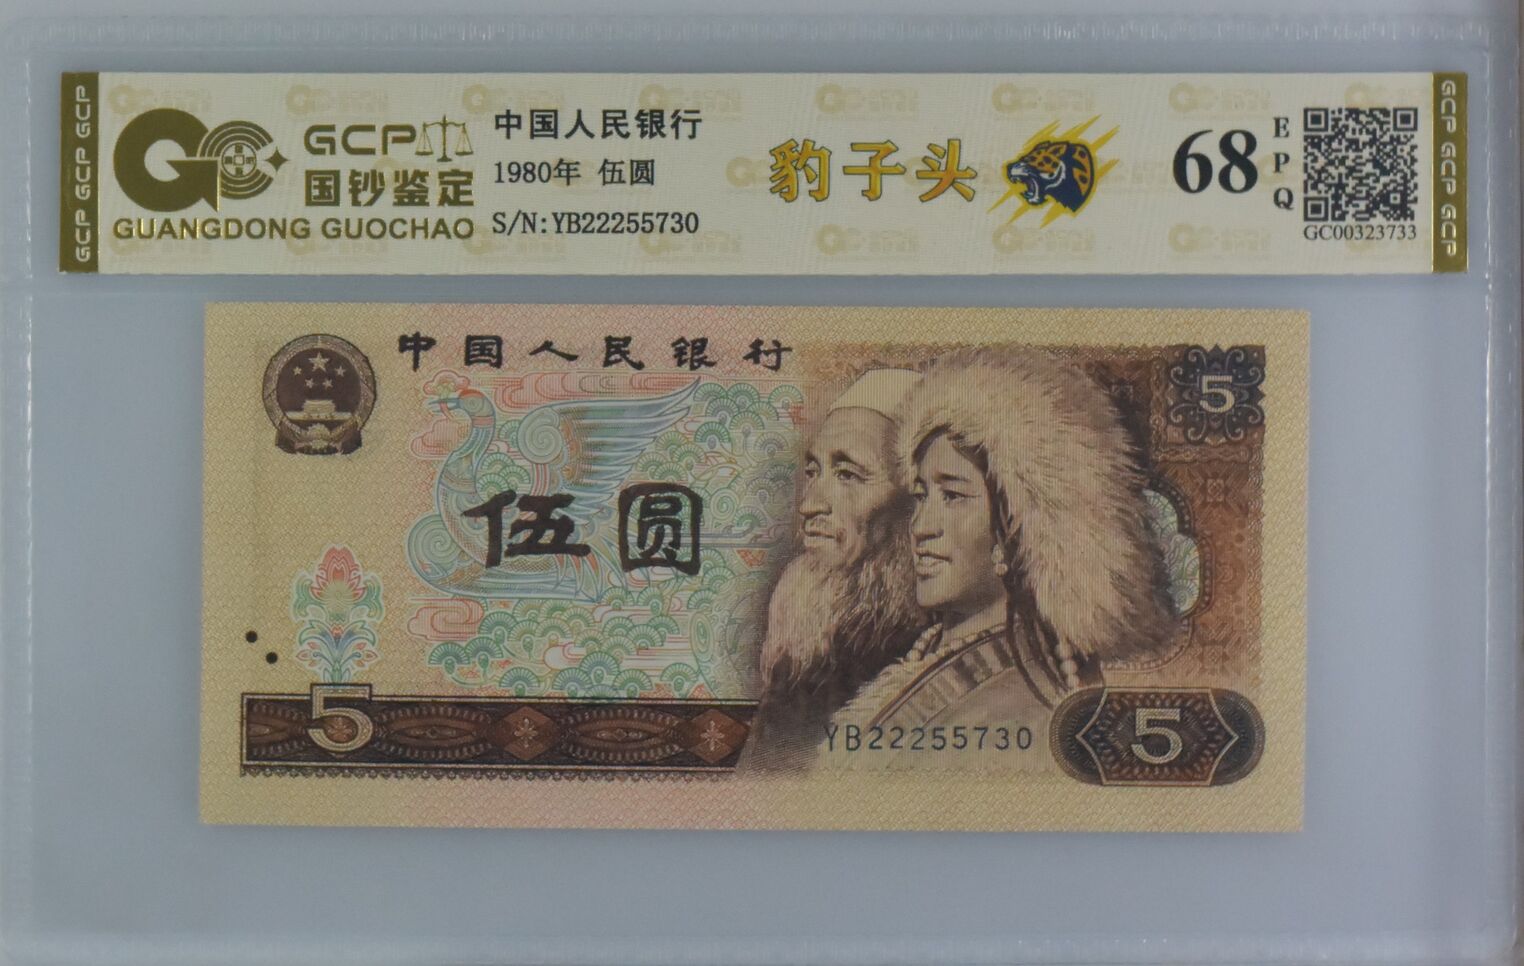 GCP GCP GCP
GCP
国钞鉴定
GUANGDONG GUOCHAO
中国人民银行
1980年 伍圆
S/N:YB22255730
豹子头
68
EPQ
GC00323733
GCP GCP GCP
中国人民银行
5
伍圆
5
YB22255730
5